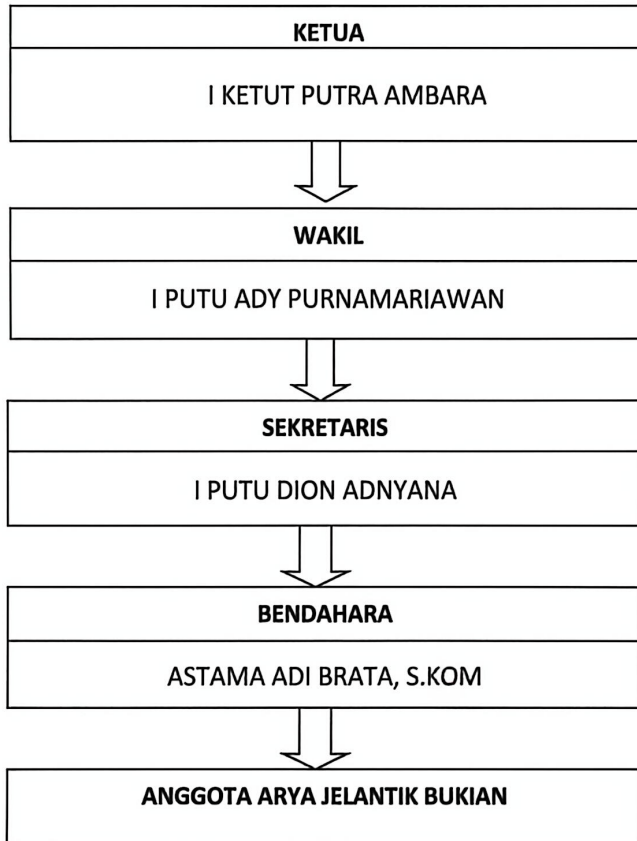 KETUA
I KETUT PUTRA AMBARA
WAKIL
I PUTU ADY PURNAMARIAWAN
SEKRETARIS
I PUTU DION ADNYANA
BENDAHARA
ASTAMA ADI BRATA, S.KOM
ANGGOTA ARYA JELANTIK BUKIAN